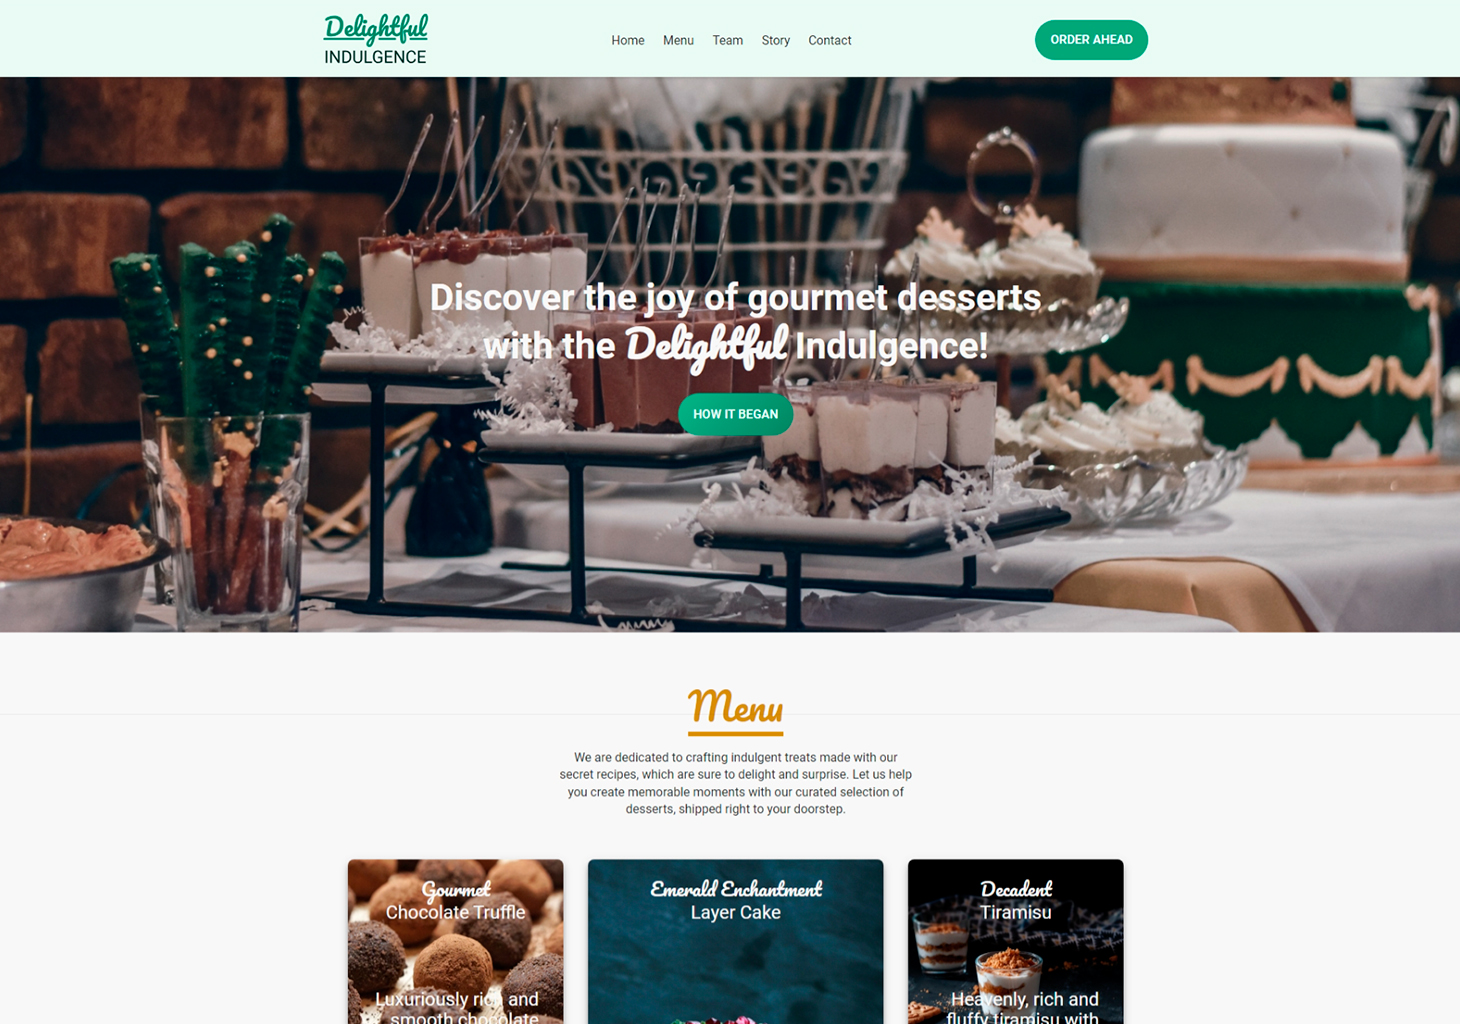 Delightful
INDULGENCE
Home Menu Team Story Contact
ORDER AHEAD
Discover the joy of gourmet desserts
with the Delightful Indulgence!
HOW IT BEGAN
Menu
We are dedicated to crafting indulgent treats made with our
secret recipes, which are sure to delight and surprise. Let us help
you create memorable moments with our curated selection of
desserts, shipped right to your doorstep.
Gourmet
Chocolate Truffle
Luxuriously rich and
smooth chocolate
Emerald Enchantment
Layer Cake
Decadent
Tiramisu
Heavenly, rich and
fluffy tiramisu with